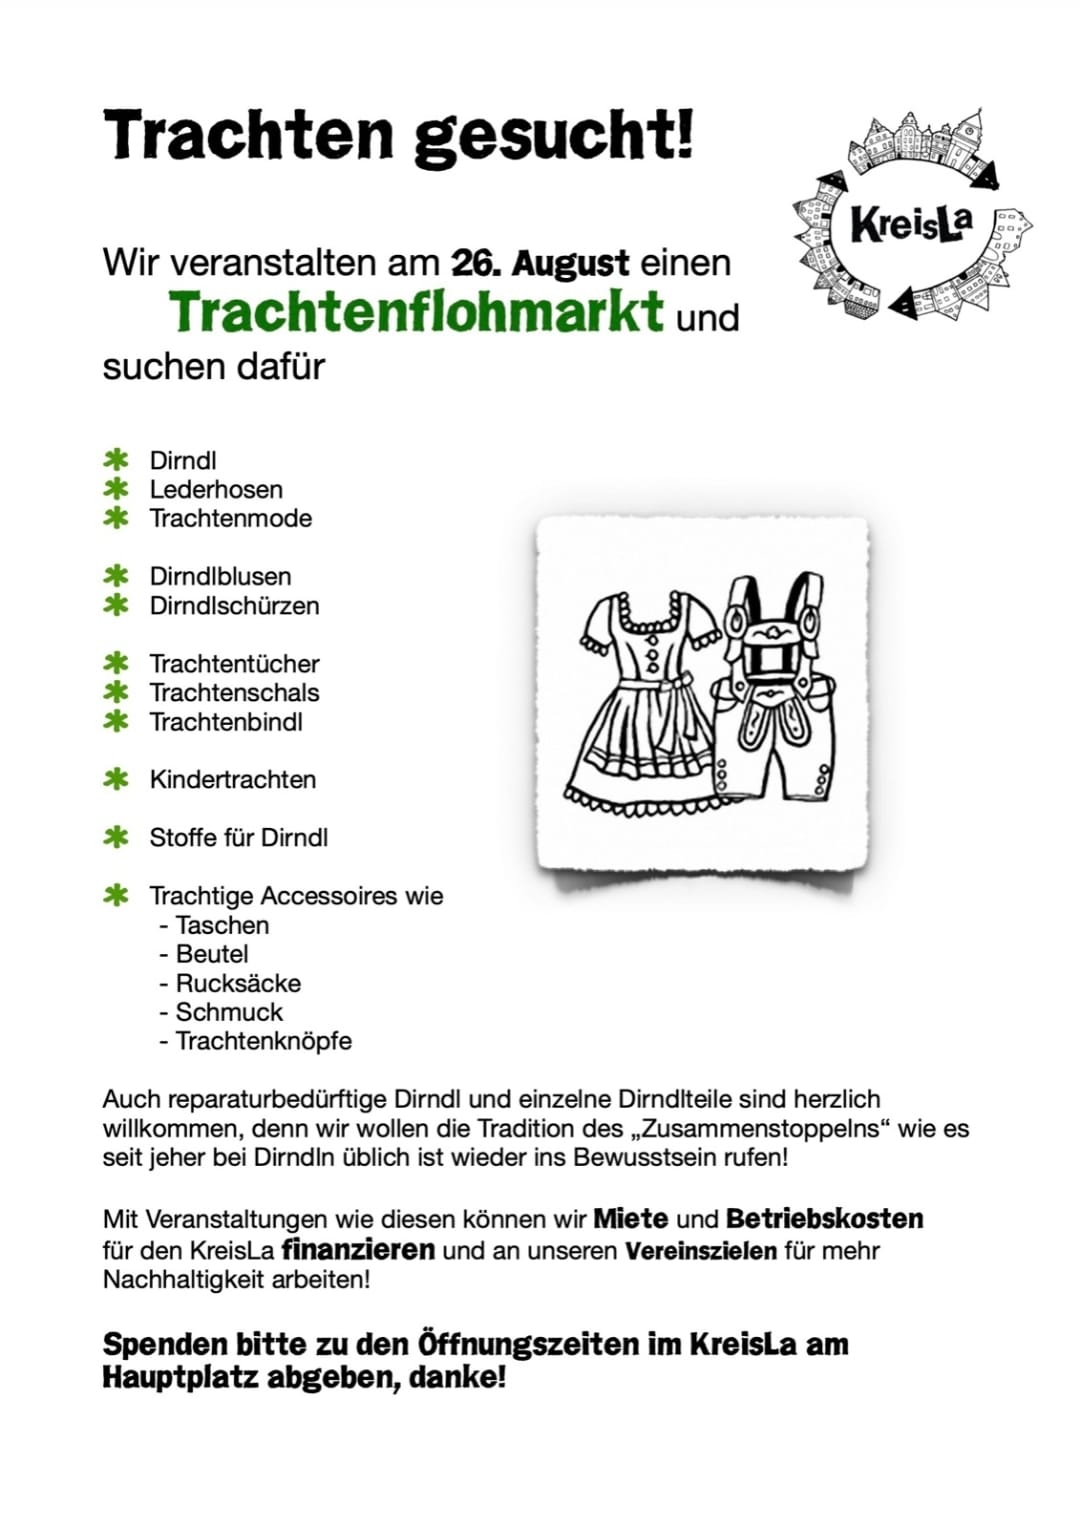 Trachten gesucht!
KreisLa
Wir veranstalten am 26. August einen
Trachtenflohmarkt und
suchen dafür
* Dirndl
* Lederhosen
* Trachtenmode
* Dirndlblusen
* Dirndlschürzen
* Trachtentücher
* Trachtenschals
* Trachtenbindl
* Kindertrachten
* Stoffe für Dirndl
* Trachtige Accessoires wie
- Taschen
- Beutel
- Rucksäcke
- Schmuck
- Trachtenknöpfe
Auch reparaturbedürftige Dirndl und einzelne Dirndlteile sind herzlich
willkommen, denn wir wollen die Tradition des „Zusammenstoppelns“ wie es
seit jeher bei Dirndln üblich ist wieder ins Bewusstsein rufen!
Mit Veranstaltungen wie diesen können wir Miete und Betriebskosten
für den KreisLa finanzieren und an unseren Vereinszielen für mehr
Nachhaltigkeit arbeiten!
Spenden bitte zu den Öffnungszeiten im KreisLa am
Hauptplatz abgeben, danke!